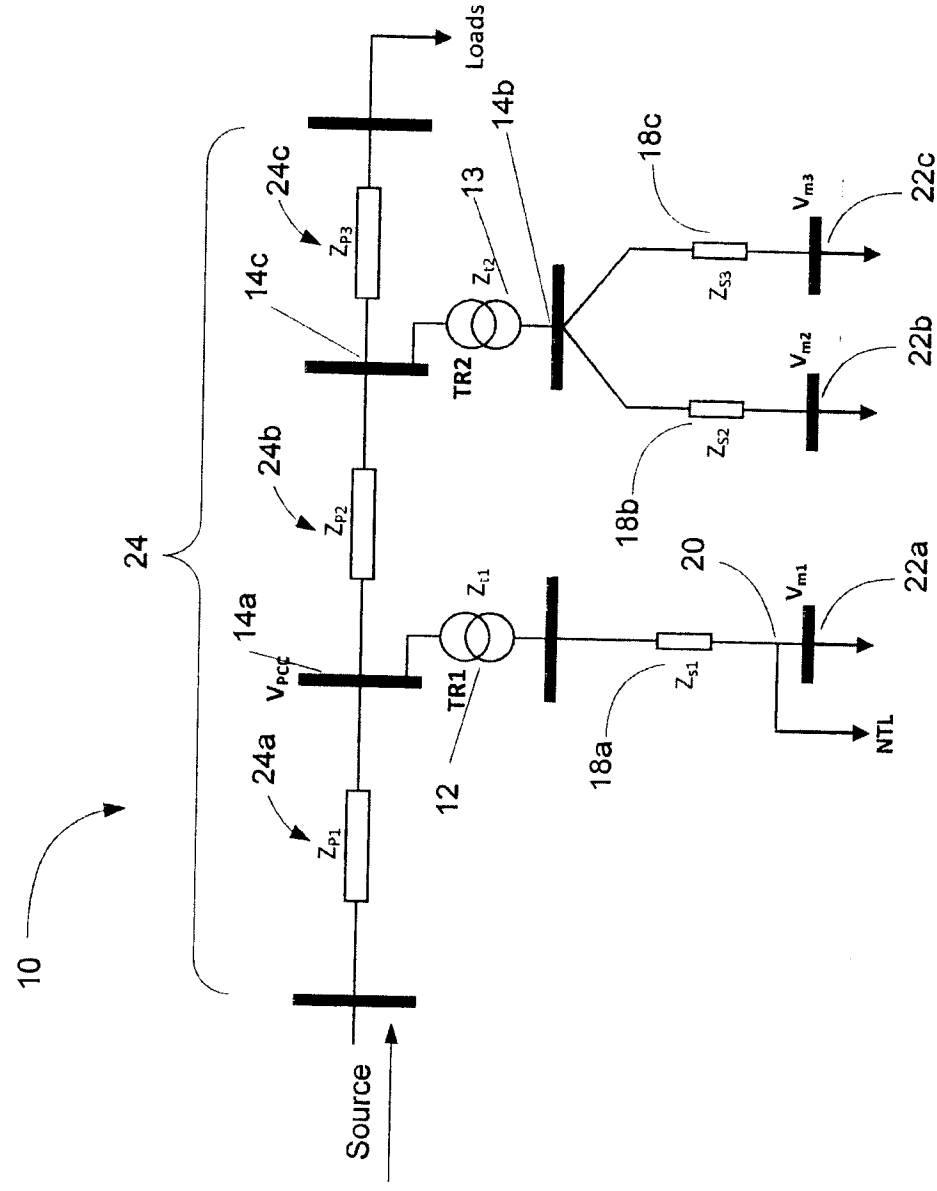 10
24
24a
Z_P1
V_PCC
14a
24b
Z_P2
14c
24c
Z_P3
Source
Loads
12
TR1
Z_t1
TR2
Z_t2
13
14b
18a
Z_s1
20
NTL
V_m1
22a
18b
Z_S2
V_m2
22b
18c
Z_S3
V_m3
22c